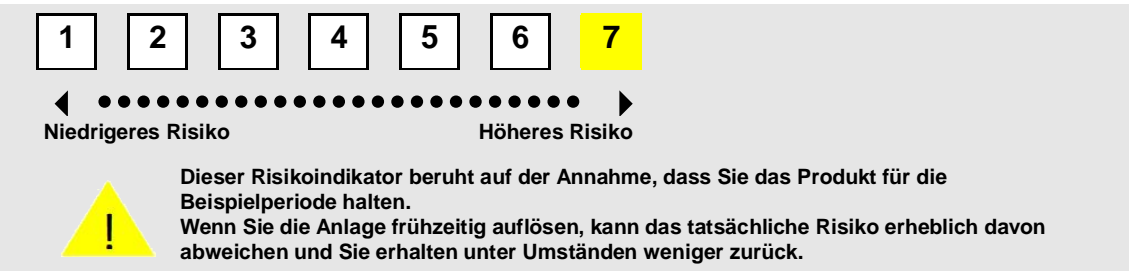 1 2 3 4 5 6 7
Niedrigeres Risiko Höheres Risiko
Dieser Risikoindikator beruht auf der Annahme, dass Sie das Produkt für die
Beispielperiode halten.
Wenn Sie die Anlage frühzeitig auflösen, kann das tatsächliche Risiko erheblich davon
abweichen und Sie erhalten unter Umständen weniger zurück.
!